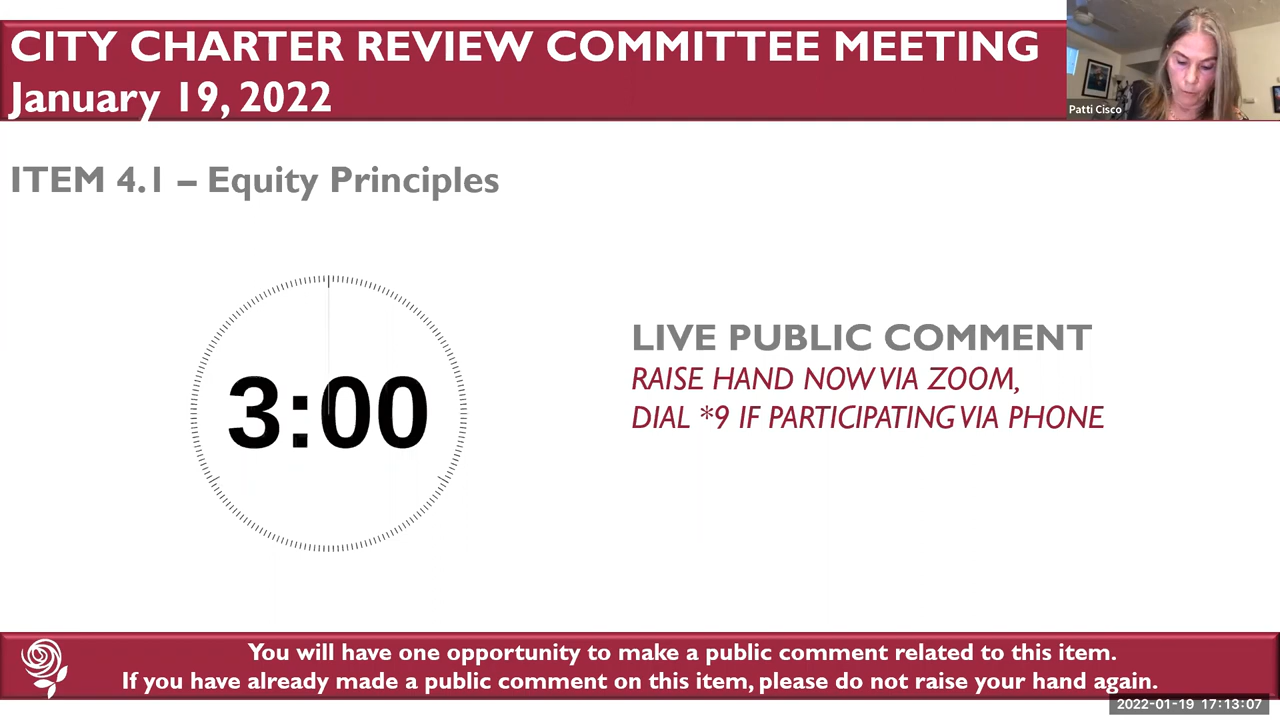 CITY CHARTER REVIEW COMMITTEE MEETING
January 19, 2022
Patti Cisco
ITEM 4.1 – Equity Principles
3:00
LIVE PUBLIC COMMENT
RAISE HAND NOW VIA ZOOM,
DIAL *9 IF PARTICIPATING VIA PHONE
You will have one opportunity to make a public comment related to this item.
If you have already made a public comment on this item, please do not raise your hand again.
2022-01-19 17:13:07